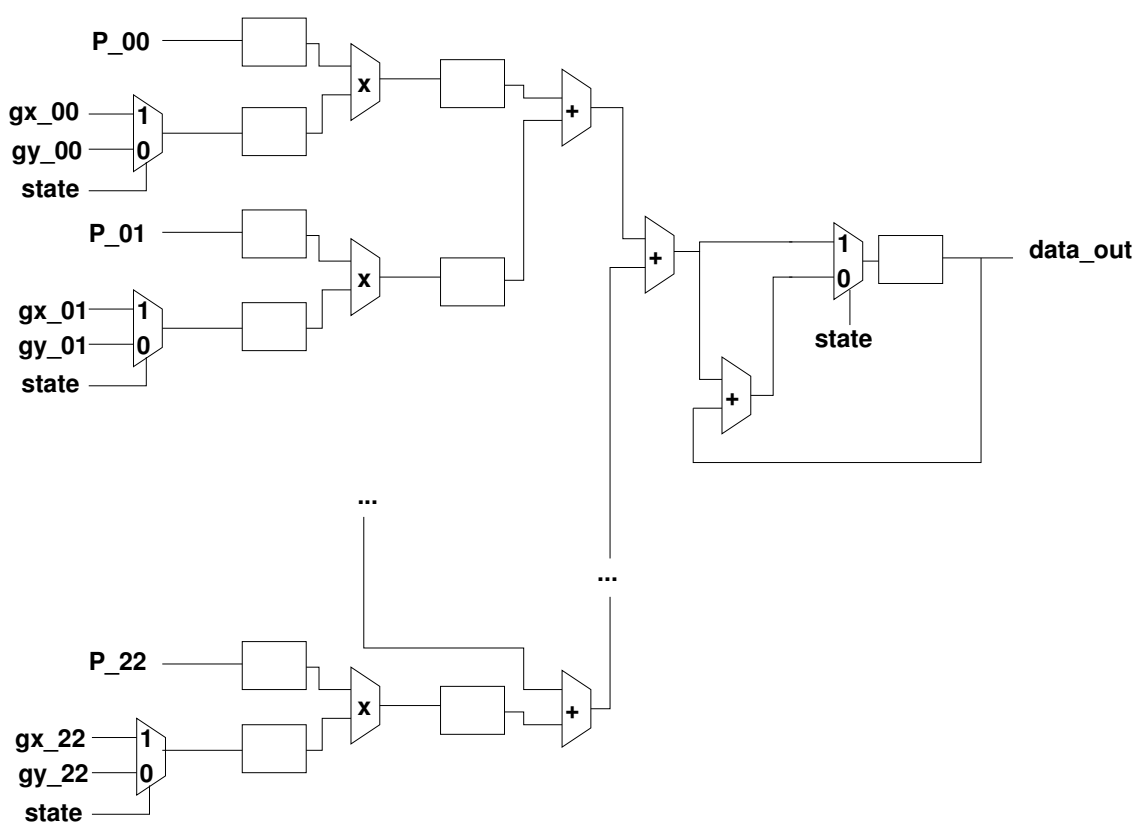 P_00
x
gx_00
1
+
gy_00
0
state
P_01
x
1
data_out
+
0
gx_01
1
gy_01
0
state
state
+
...
...
P_22
x
+
gx_22
1
gy_22
0
state